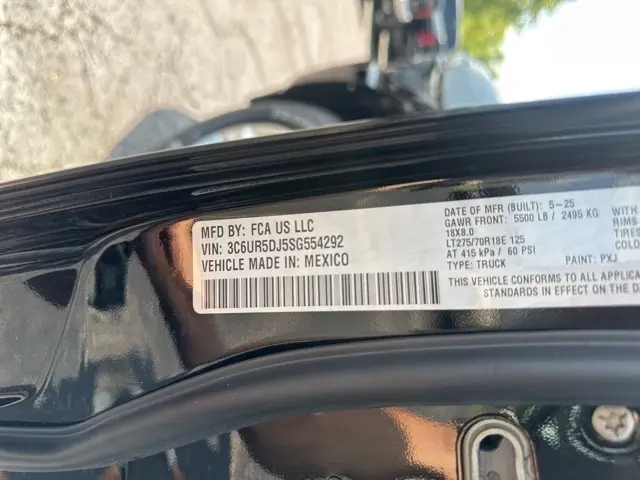 MFD BY: FCA US LLC
VIN: 3C6UR5DJ5SG554292
VEHICLE MADE IN: MEXICO
DATE OF MFR (BUILT): 5-25
GAWR FRONT: 5500 LB / 2495 KG
18X8.0
LT275/70R18E 125
AT 415 kPa / 60 PSI
TYPE: TRUCK
PAINT: PXJ
THIS VEHICLE CONFORMS TO ALL APPLICA
STANDARDS IN EFFECT ON THE DA
WITH